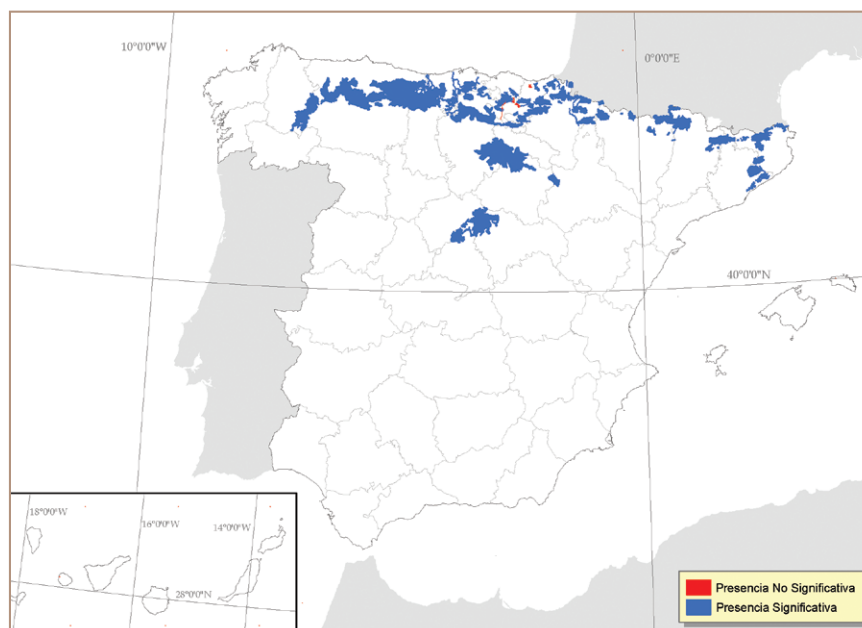 10°0'0"W
0°0'0"E
40°0'0"N
18°0'0"W
16°0'0"W
14°0'0"W
28°0'0"N
Presencia No Significativa
Presencia Significativa